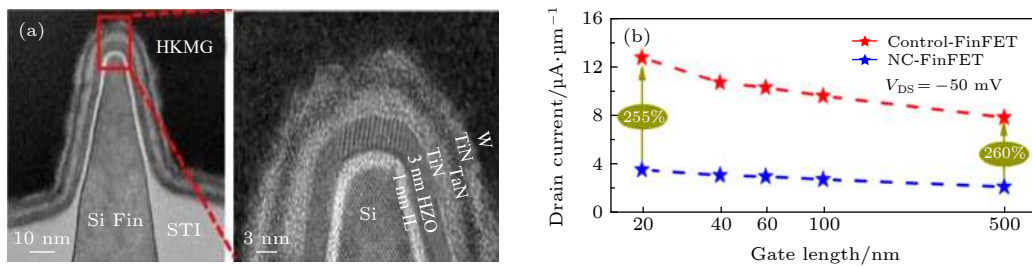 (a)
HKMG
Si Fin
STI
10 nm
W
TiN
TaN
TiN
3 nm HZO
1 nm IL
Si
3 nm
(b)
Control-FinFET
NC-FinFET
V_DS = −50 mV
255%
260%
Drain current/μA·μm⁻¹
16
12
8
4
0
20
40
60
100
500
Gate length/nm